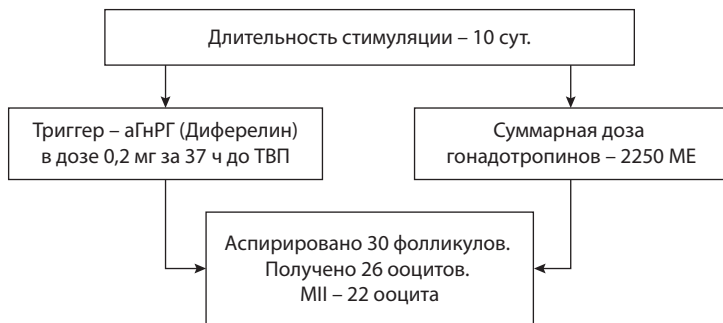 Длительность стимуляции – 10 сут.
Триггер – аГнРГ (Диферелин)
в дозе 0,2 мг за 37 ч до ТВП
Суммарная доза
гонадотропинов – 2250 МЕ
Аспирировано 30 фолликулов.
Получено 26 ооцитов.
MII – 22 ооцита